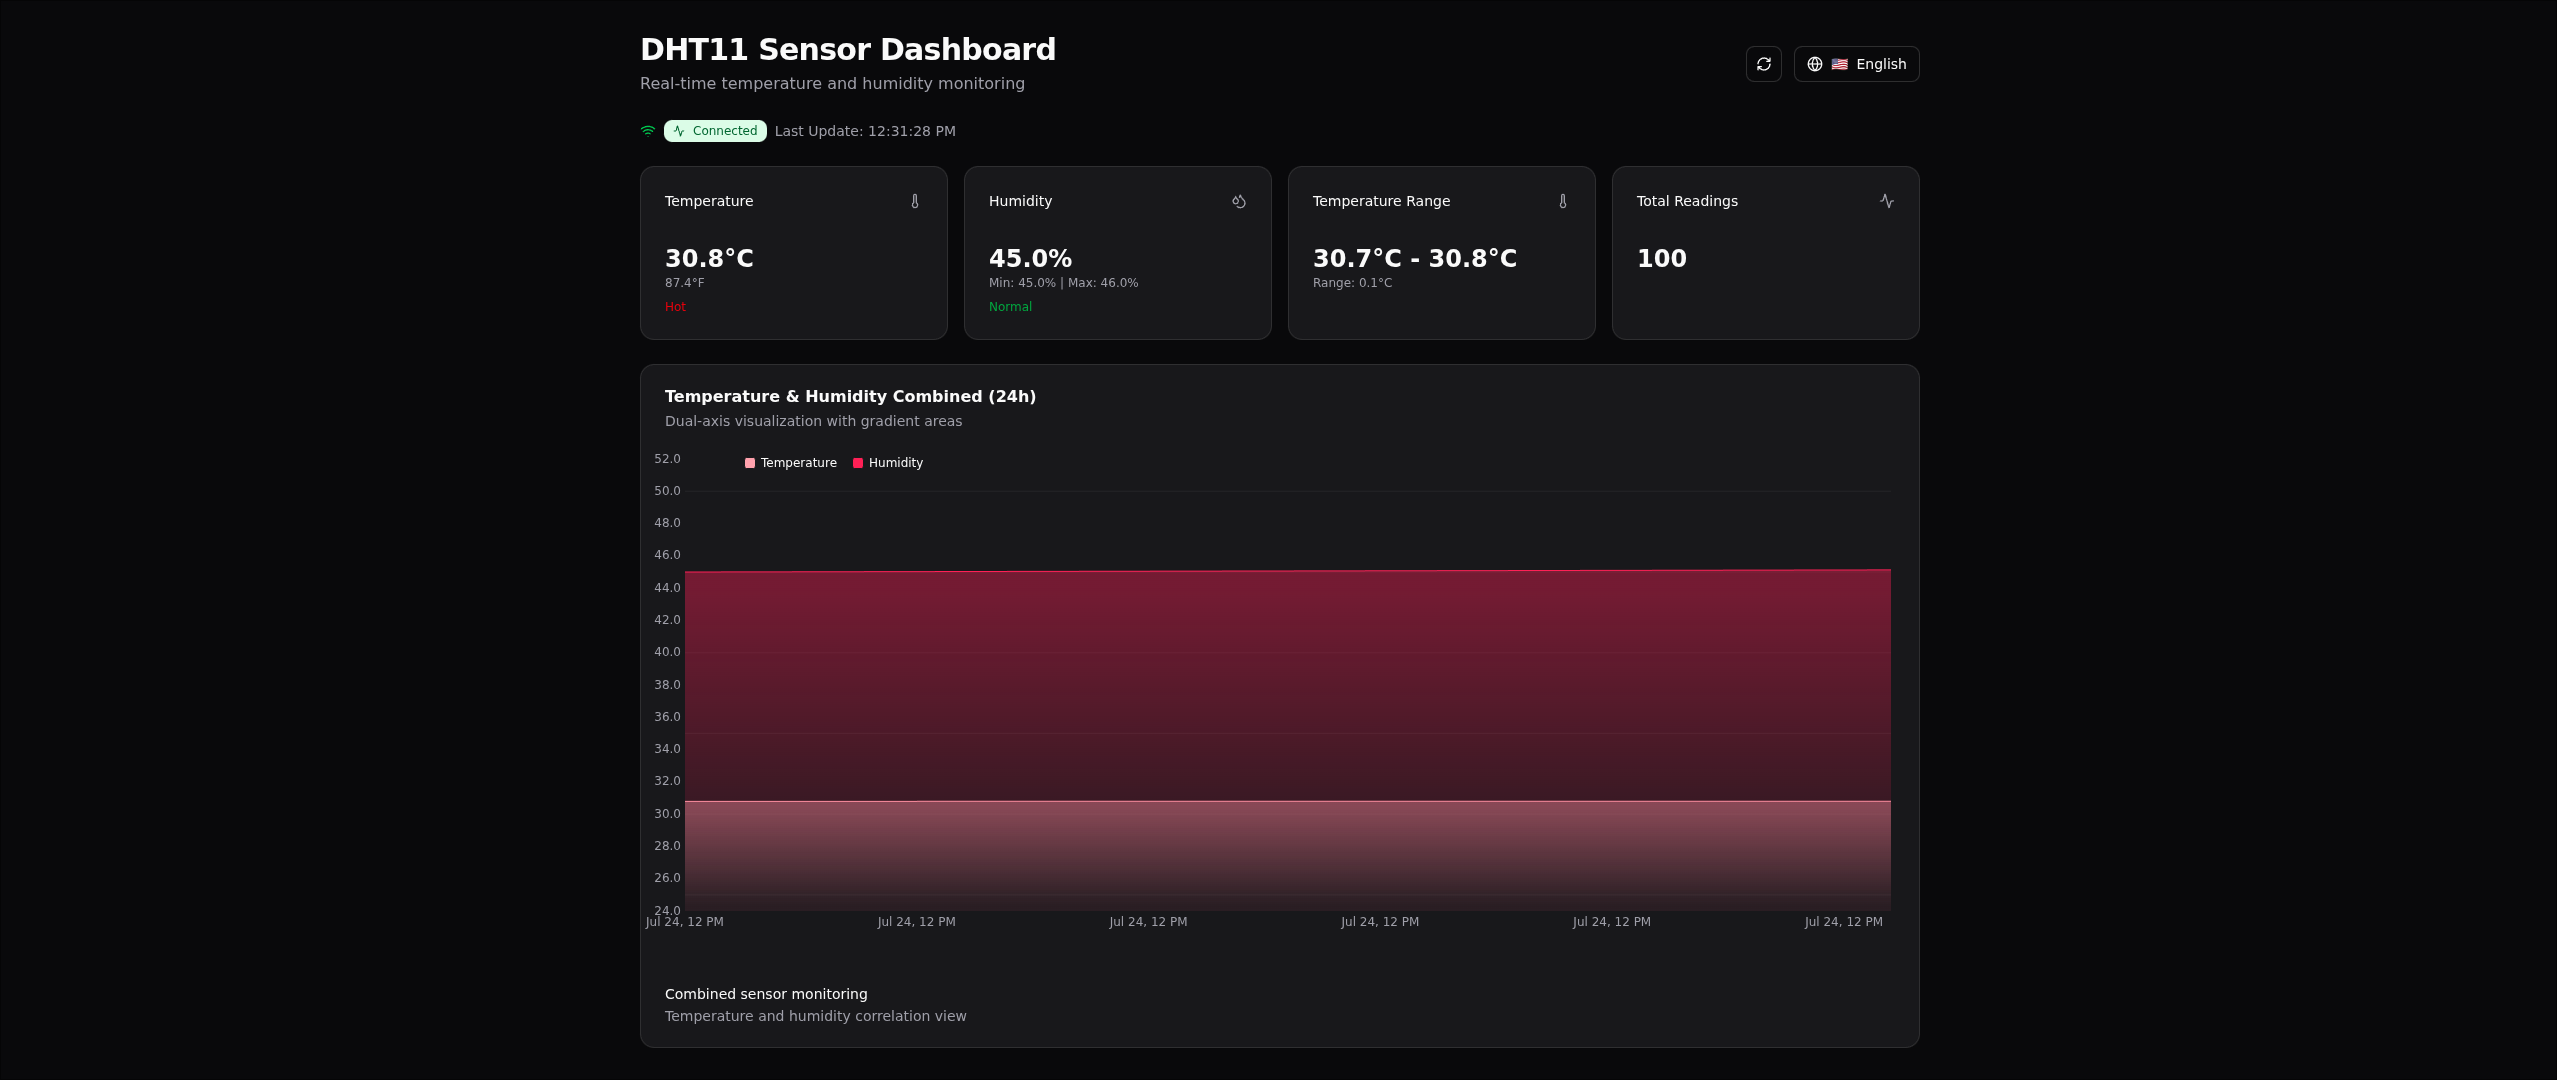 DHT11 Sensor Dashboard
Real-time temperature and humidity monitoring
English
Connected
Last Update: 12:31:28 PM
Temperature
30.8°C
87.4°F
Hot
Humidity
45.0%
Min: 45.0% | Max: 46.0%
Normal
Temperature Range
30.7°C - 30.8°C
Range: 0.1°C
Total Readings
100
Temperature & Humidity Combined (24h)
Dual-axis visualization with gradient areas
Temperature
Humidity
52.0
50.0
48.0
46.0
44.0
42.0
40.0
38.0
36.0
34.0
32.0
30.0
28.0
26.0
24.0
Jul 24, 12 PM
Jul 24, 12 PM
Jul 24, 12 PM
Jul 24, 12 PM
Jul 24, 12 PM
Jul 24, 12 PM
Combined sensor monitoring
Temperature and humidity correlation view